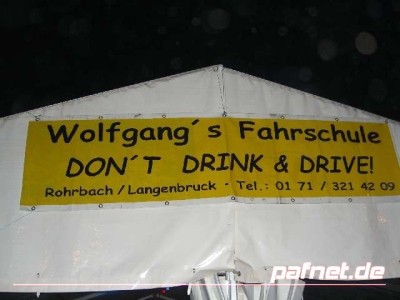 Wolfgang´s Fahrschule
DON´T DRINK & DRIVE!
Rohrbach / Langenbruck - Tel.: 01 71 / 321 42 09
pafnet.de